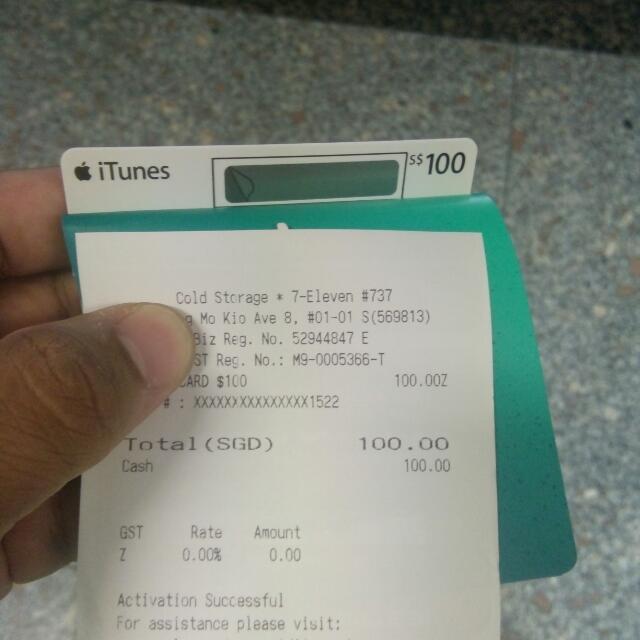 iTunes
S$ 100
Cold Storage * 7-Eleven #737
Mo Kio Ave 8, #01-01 S(569813)
Biz Reg. No. 52944847 E
ST Reg. No.: M9-0005366-T
CARD $100 100.00Z
# : XXXXXXXXXXXXXXX1522
Total(SGD) 100.00
Cash 100.00
GST Rate Amount
Z 0.00% 0.00
Activation Successful
For assistance please visit: